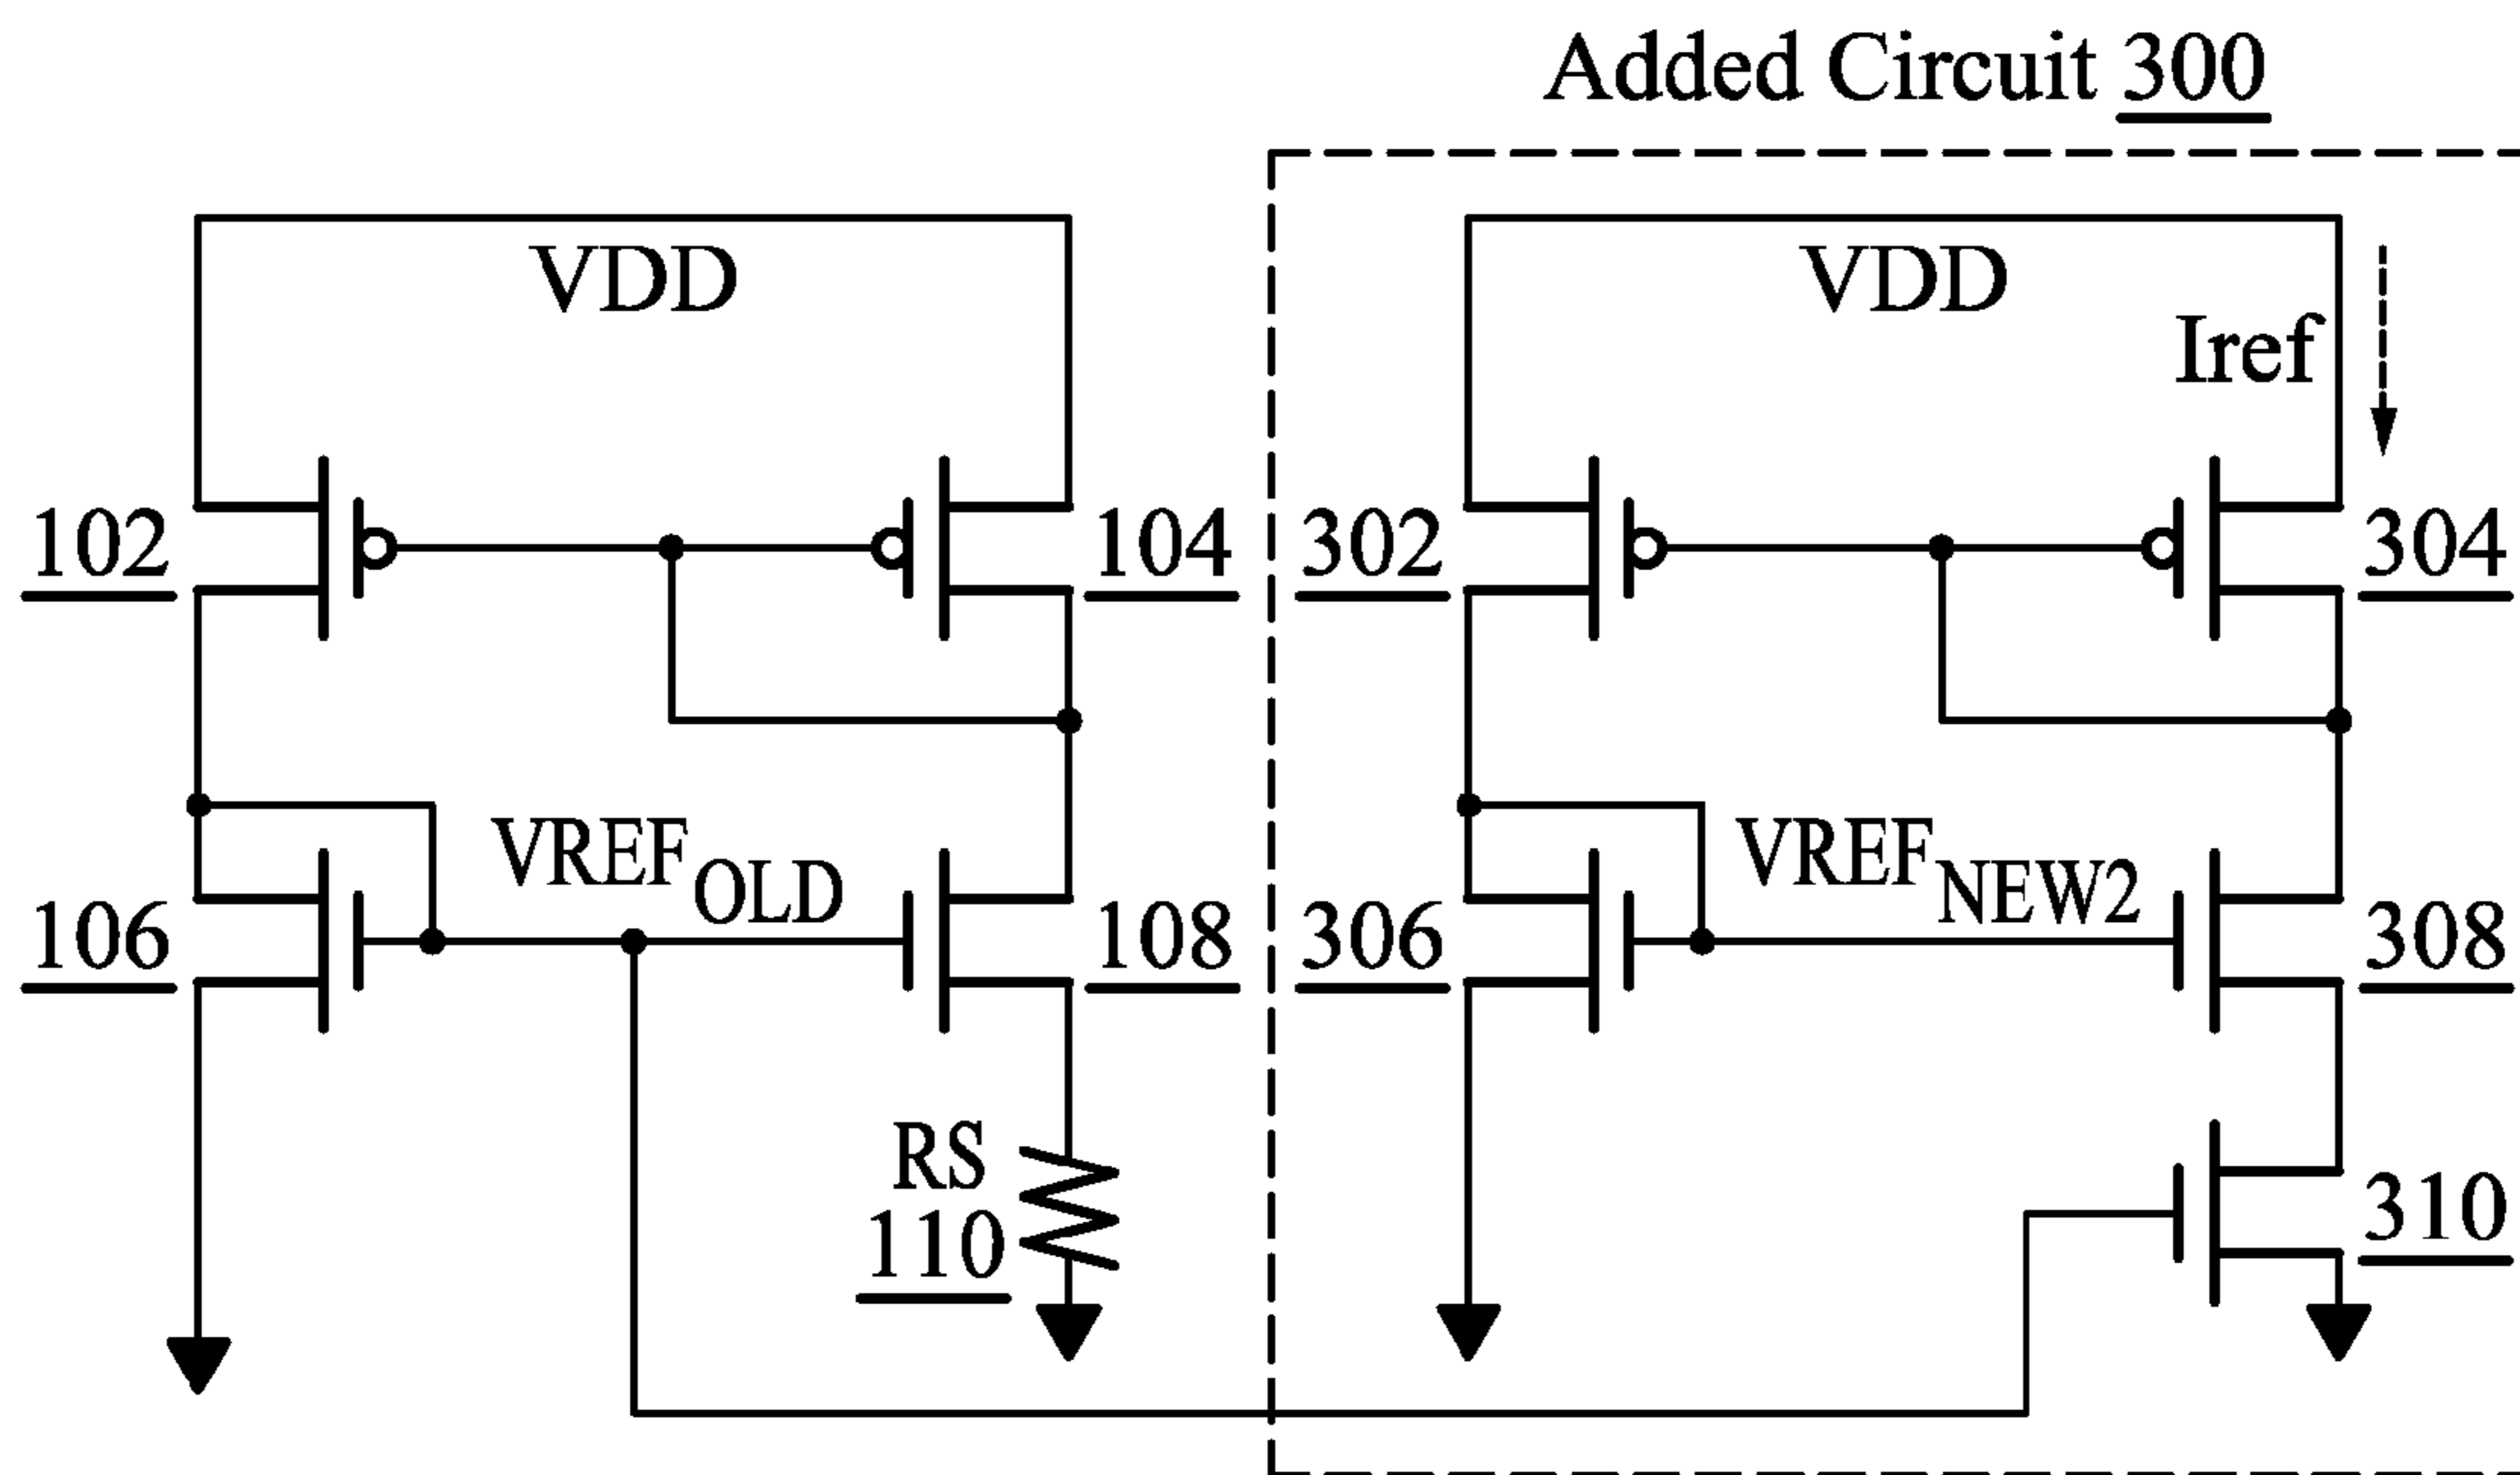 Added Circuit 300
VDD
VDD
Iref
102
104
302
304
VREFOLD
VREFNEW2
106
108
306
308
RS
110
310